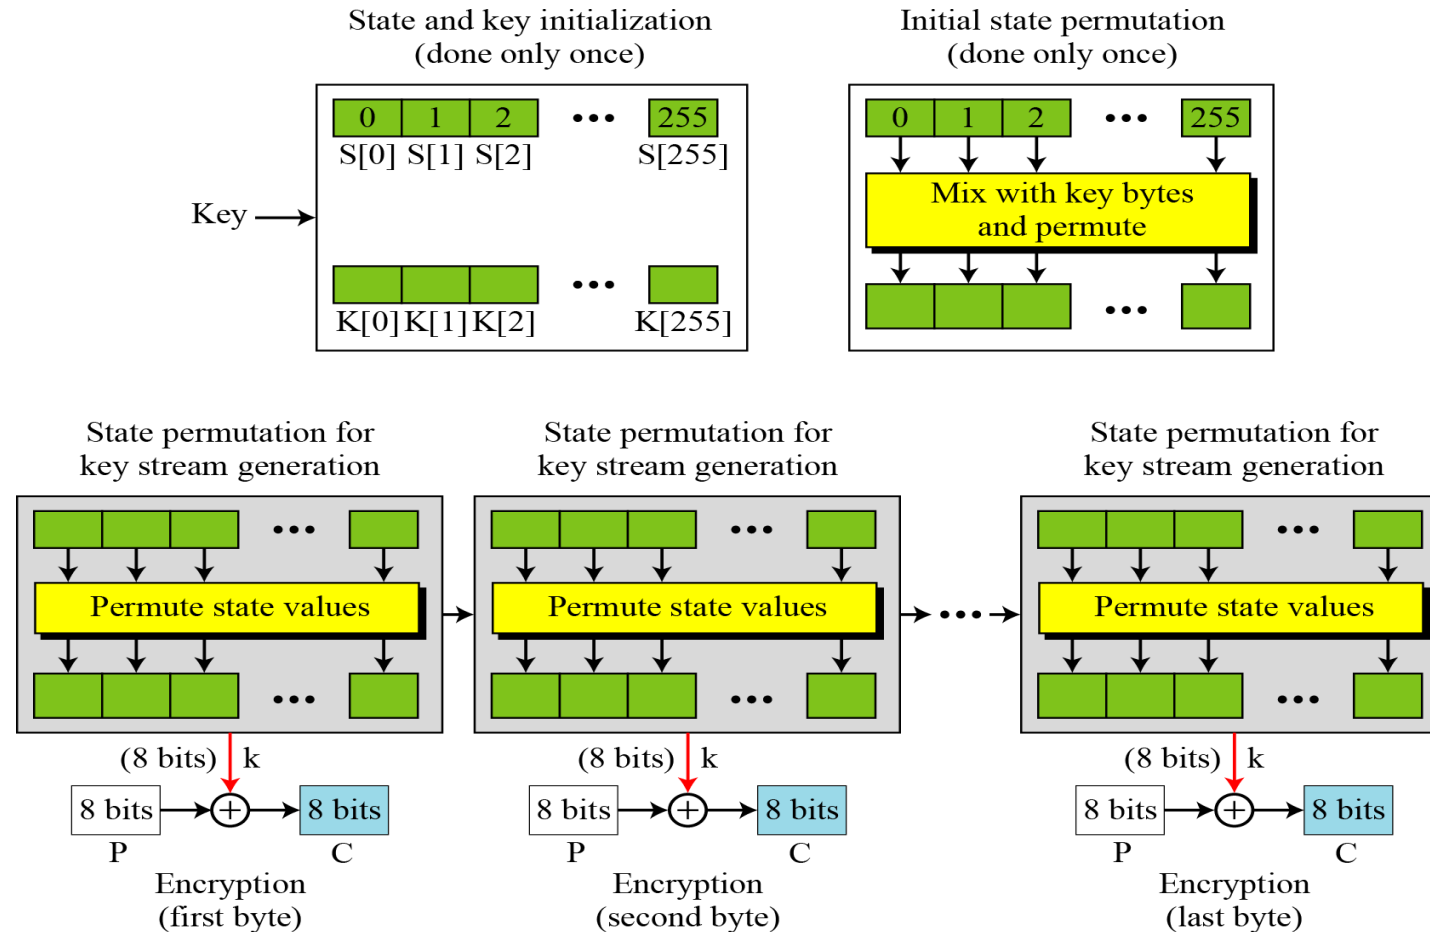 State and key initialization
(done only once)
0 1 2 ••• 255
S[0] S[1] S[2] S[255]
Key
•••
K[0] K[1] K[2] K[255]
Initial state permutation
(done only once)
0 1 2 ••• 255
Mix with key bytes
and permute
•••
State permutation for
key stream generation
•••
Permute state values
•••
(8 bits) k
8 bits + 8 bits
P C
Encryption
(first byte)
State permutation for
key stream generation
•••
Permute state values
•••
(8 bits) k
8 bits + 8 bits
P C
Encryption
(second byte)
•••
State permutation for
key stream generation
•••
Permute state values
•••
(8 bits) k
8 bits + 8 bits
P C
Encryption
(last byte)